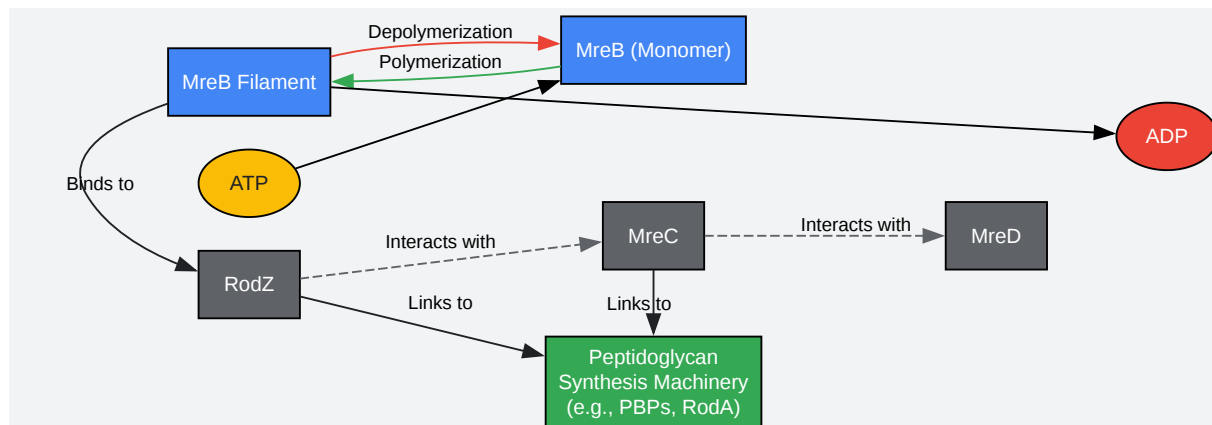 Depolymerization
MreB (Monomer)
Polymerization
MreB Filament
ADP
ATP
Binds to
Interacts with
MreC
Interacts with
MreD
RodZ
Links to
Links to
Peptidoglycan
Synthesis Machinery
(e.g., PBPs, RodA)